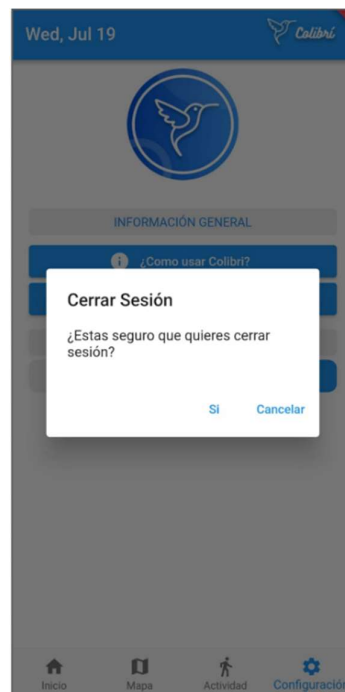 Wed, Jul 19
Colibrí
INFORMACIÓN GENERAL
¿Como usar Colibri?
Cerrar Sesión
¿Estas seguro que quieres cerrar
sesión?
Si Cancelar
Inicio Mapa Actividad Configuración